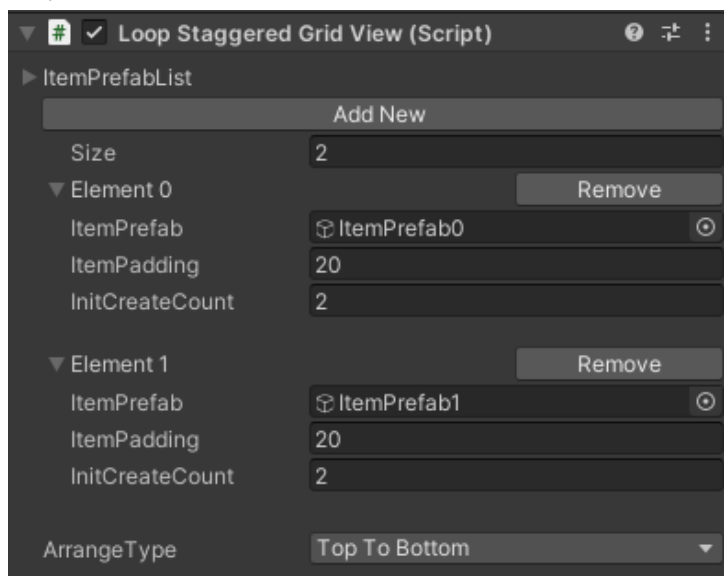 # Loop Staggered Grid View (Script)
ItemPrefabList
Add New
Size 2
Element 0 Remove
ItemPrefab ItemPrefab0
ItemPadding 20
InitCreateCount 2
Element 1 Remove
ItemPrefab ItemPrefab1
ItemPadding 20
InitCreateCount 2
ArrangeType Top To Bottom